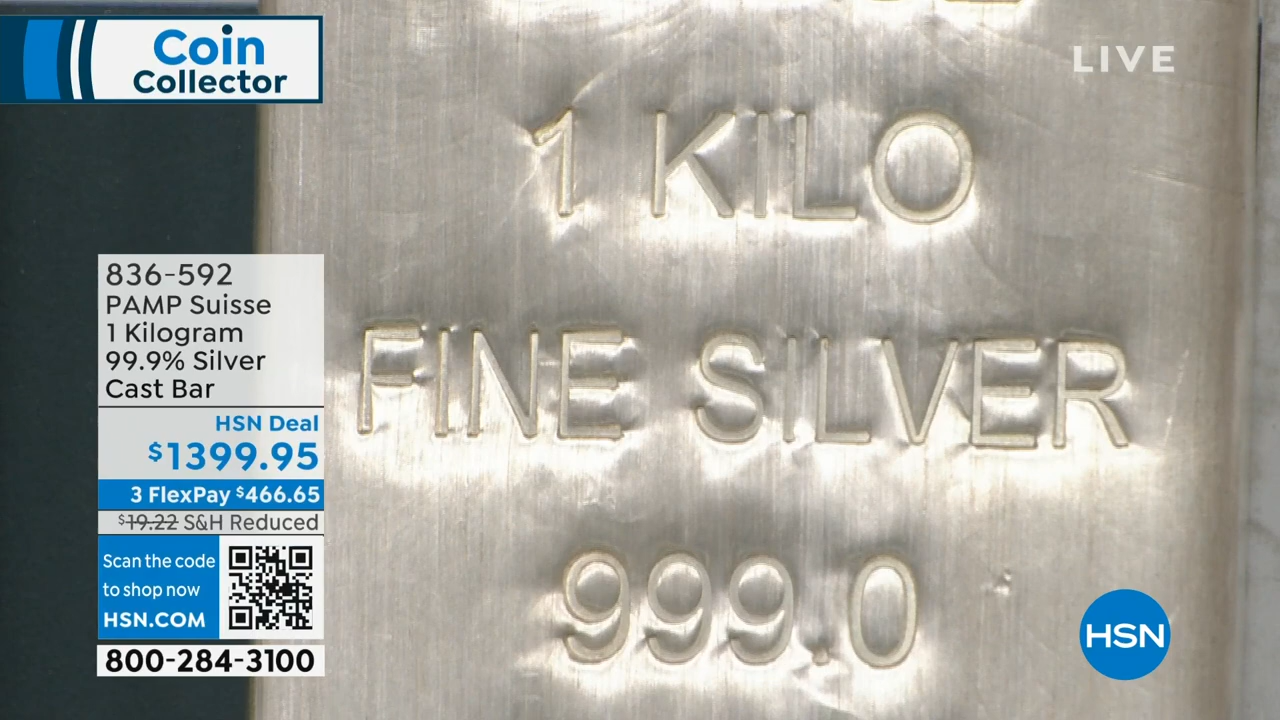 Coin
Collector
LIVE
1 KILO
FINE SILVER
999.0
836-592
PAMP Suisse
1 Kilogram
99.9% Silver
Cast Bar
HSN Deal
$1399.95
3 FlexPay $466.65
$19.22 S&H Reduced
Scan the code
to shop now
HSN.COM
800-284-3100
HSN